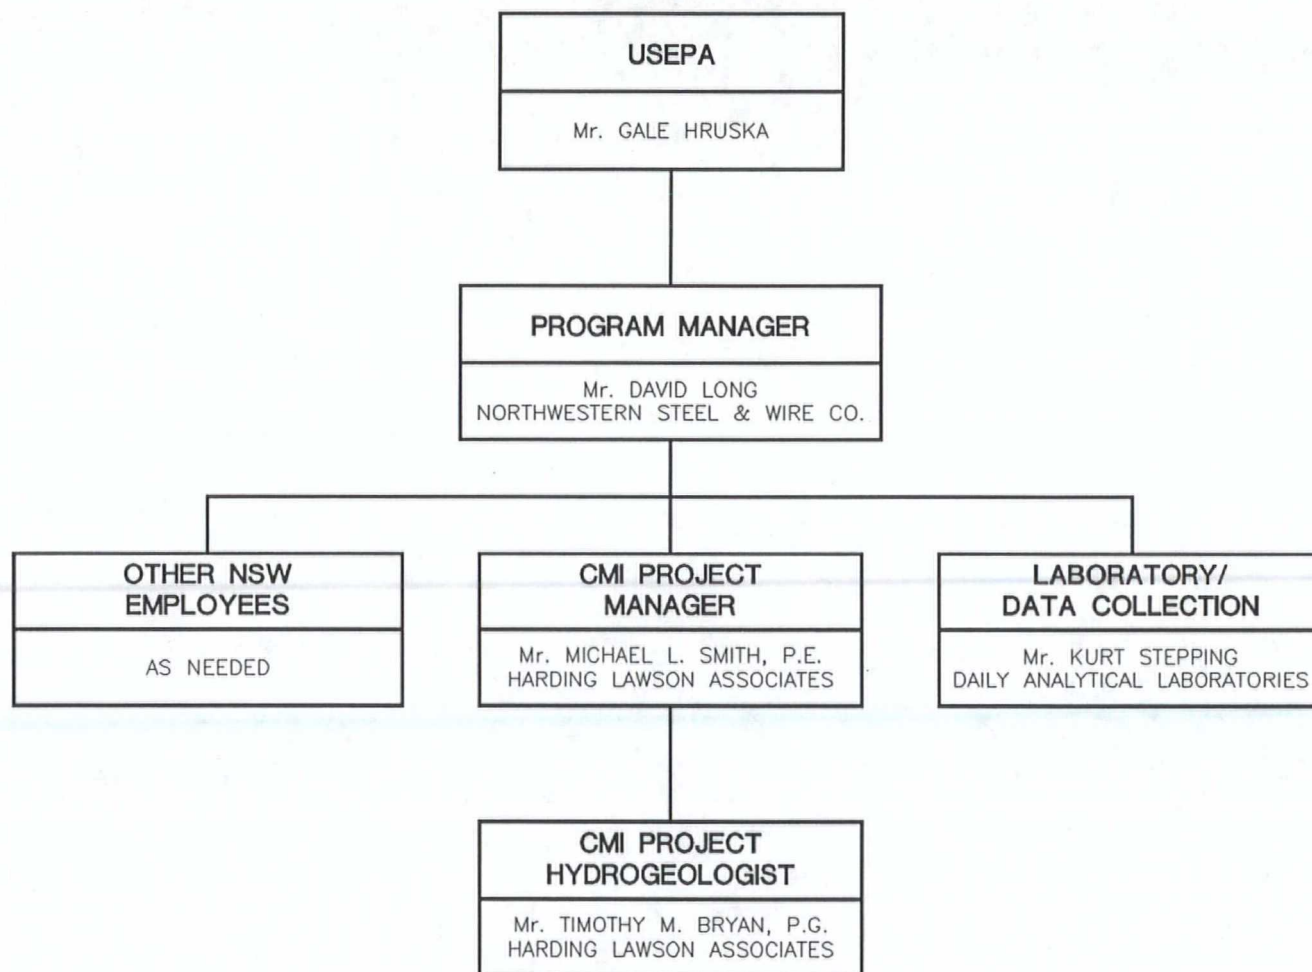 USEPA
Mr. GALE HRUSKA
PROGRAM MANAGER
Mr. DAVID LONG
NORTHWESTERN STEEL & WIRE CO.
OTHER NSW
EMPLOYEES
AS NEEDED
CMI PROJECT
MANAGER
Mr. MICHAEL L. SMITH, P.E.
HARDING LAWSON ASSOCIATES
LABORATORY/
DATA COLLECTION
Mr. KURT STEPPING
DAILY ANALYTICAL LABORATORIES
CMI PROJECT
HYDROGEOLOGIST
Mr. TIMOTHY M. BRYAN, P.G.
HARDING LAWSON ASSOCIATES